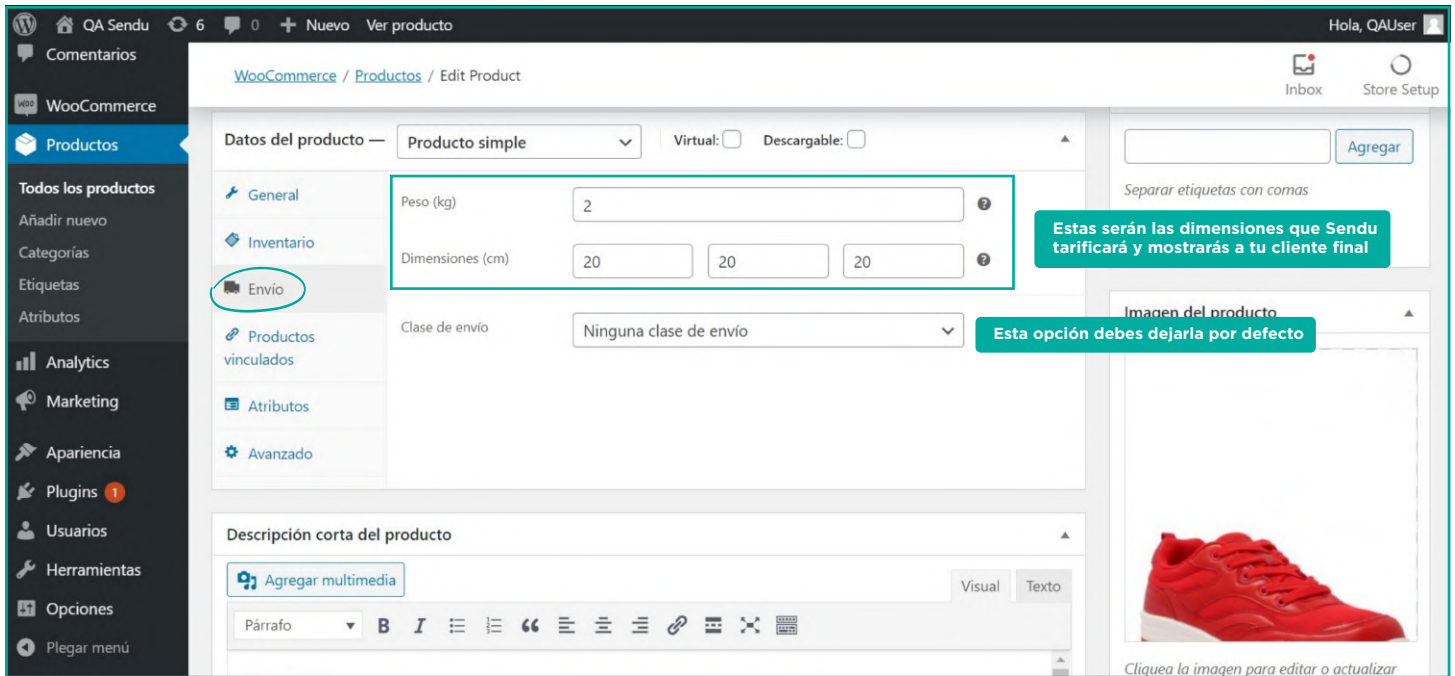 QA Sendu 6 0 + Nuevo Ver producto
Hola, QAUser
Comentarios
WooCommerce
Productos
Todos los productos
Añadir nuevo
Categorías
Etiquetas
Atributos
Analytics
Marketing
Apariencia
Plugins 1
Usuarios
Herramientas
Opciones
Plegar menú
WooCommerce / Productos / Edit Product
Inbox
Store Setup
Datos del producto —
Producto simple
Virtual:
Descargable:
General
Inventario
Envío
Productos
vinculados
Atributos
Avanzado
Peso (kg)
2
Dimensiones (cm)
20
20
20
Clase de envío
Ninguna clase de envío
Estas serán las dimensiones que Sendu
tarificará y mostrarás a tu cliente final
Esta opción debes dejarla por defecto
Agregar
Separar etiquetas con comas
Imagen del producto
Cliquea la imagen para editar o actualizar
Descripción corta del producto
Agregar multimedia
Visual
Texto
Párrafo
B I